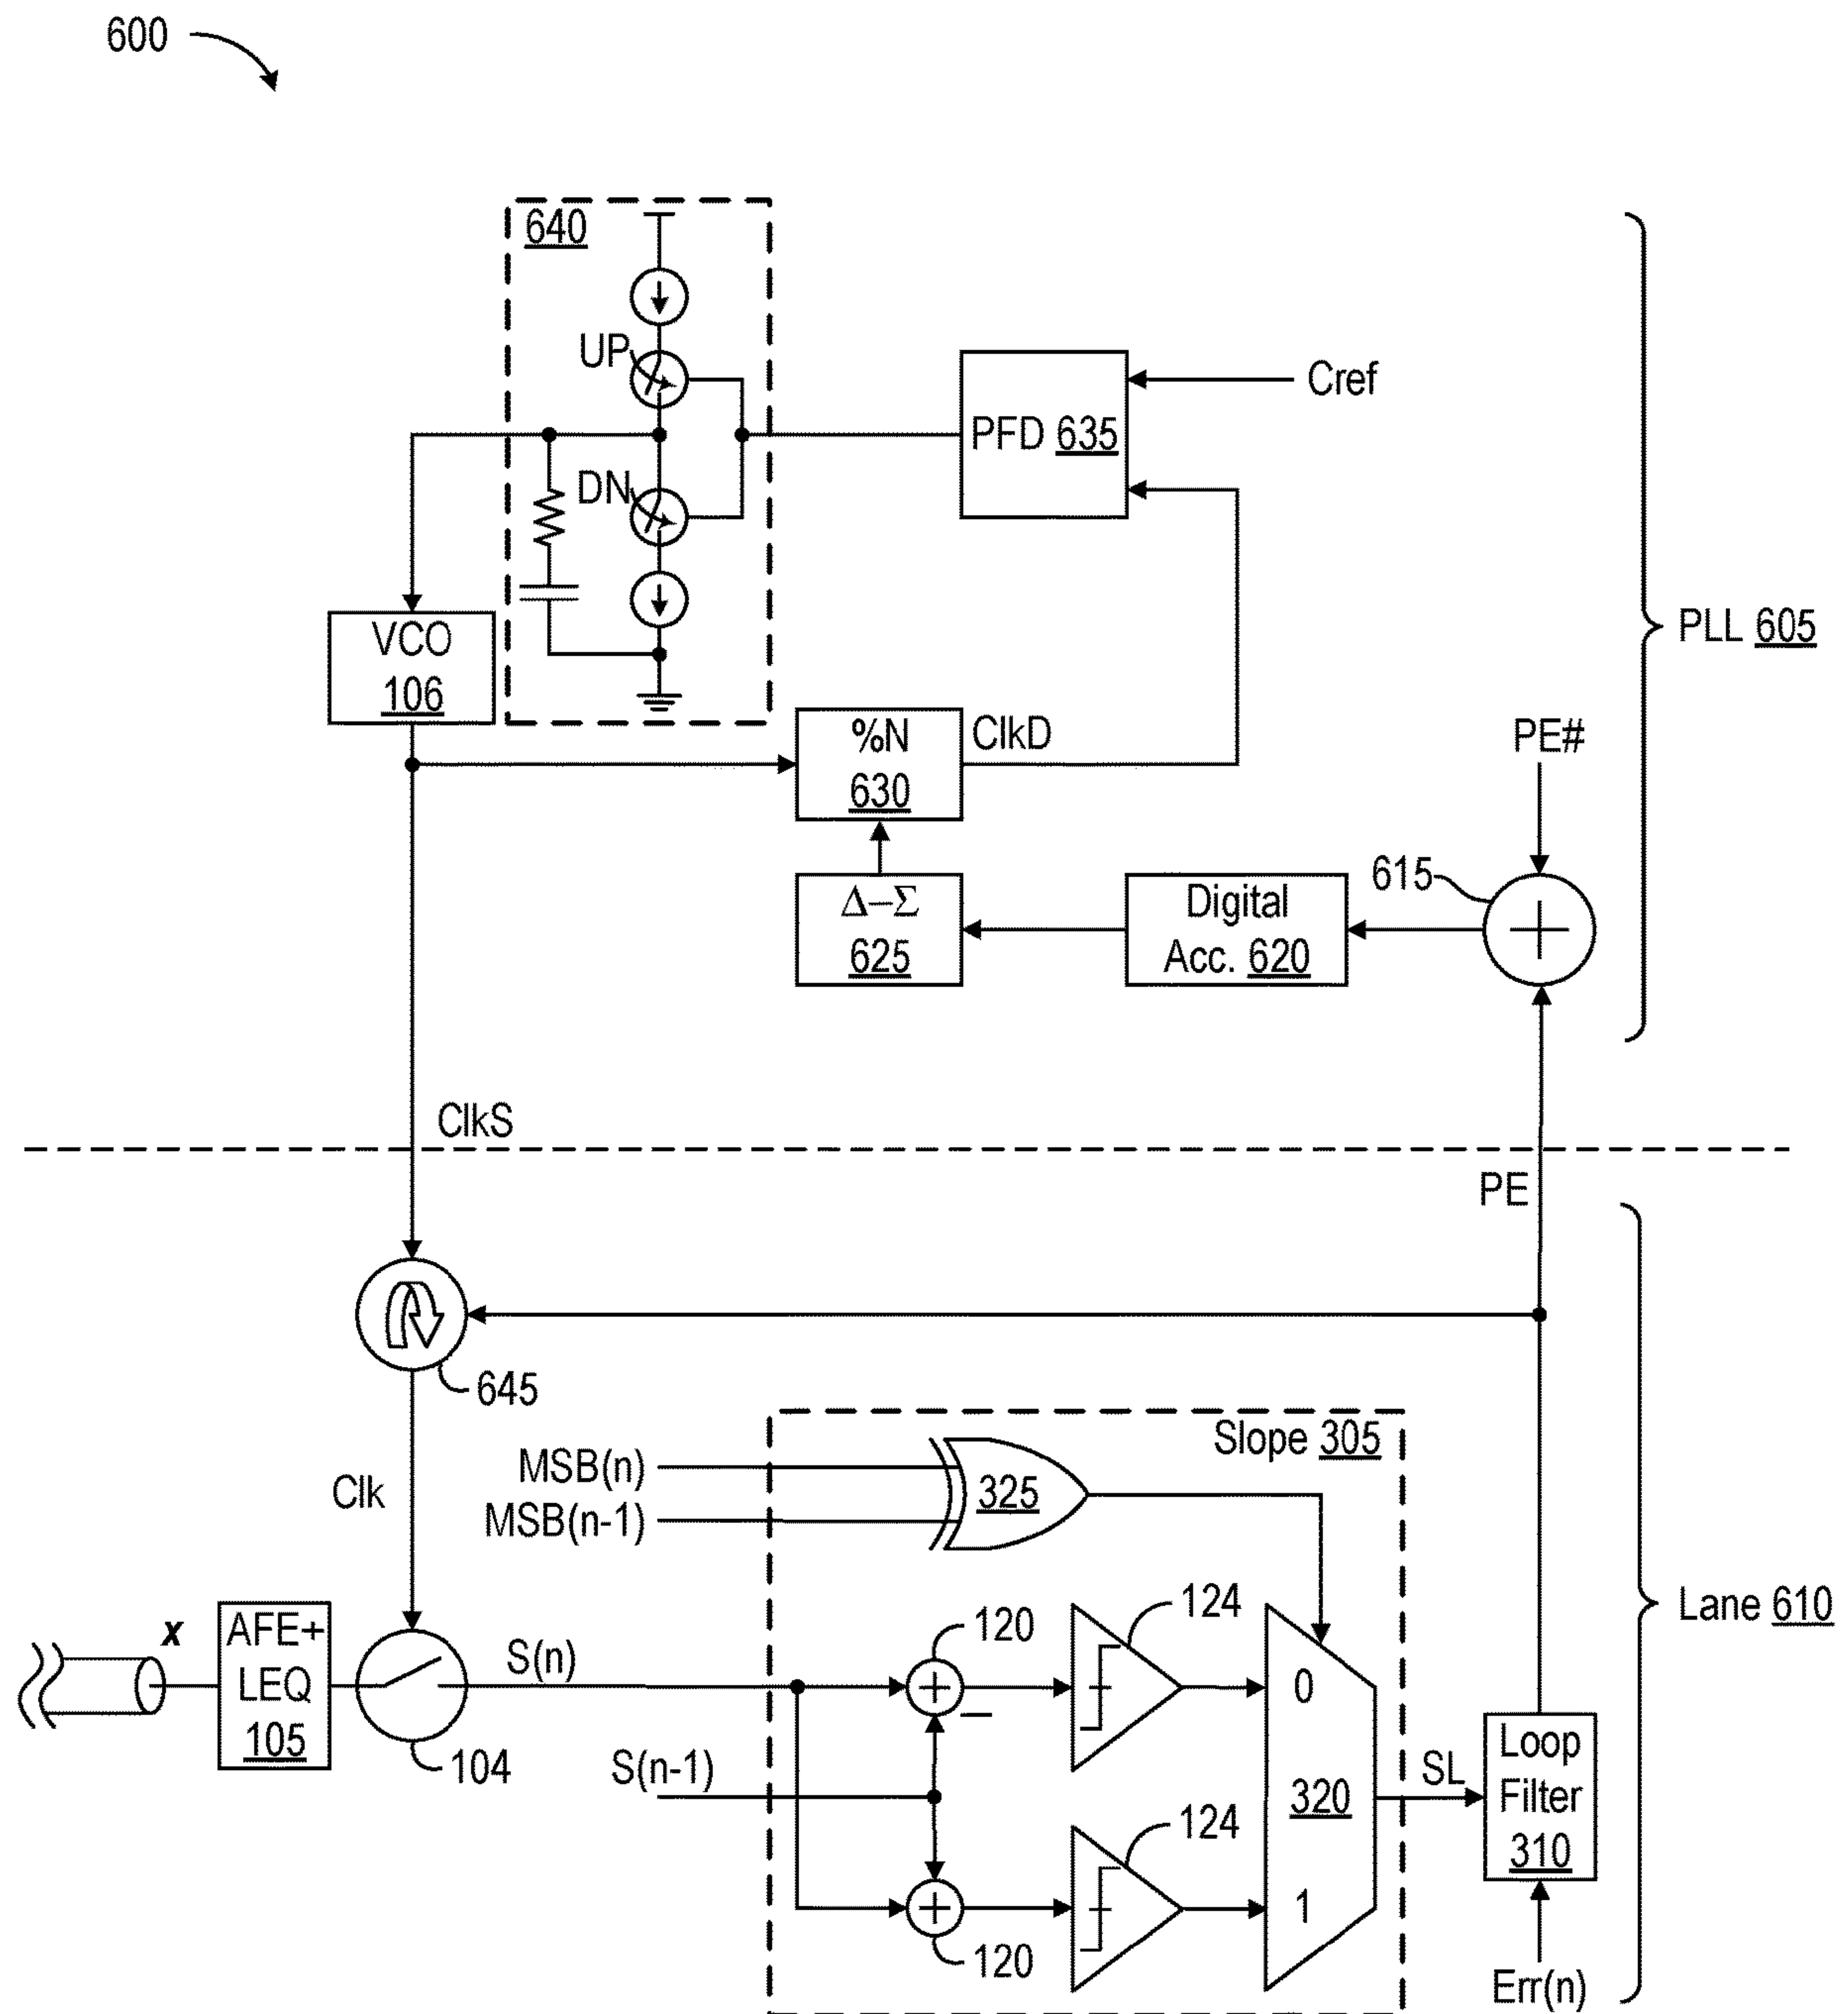 600
640
UP
DN
PFD 635
Cref
VCO
106
%N
630
ClkD
PLL 605
PE#
615
Δ–Σ
625
Digital
Acc. 620
ClkS
PE
645
Clk
MSB(n)
MSB(n-1)
325
Slope 305
x
AFE+
LEQ
105
104
S(n)
S(n-1)
120
124
0
320
1
120
124
SL
Loop
Filter
310
Err(n)
Lane 610